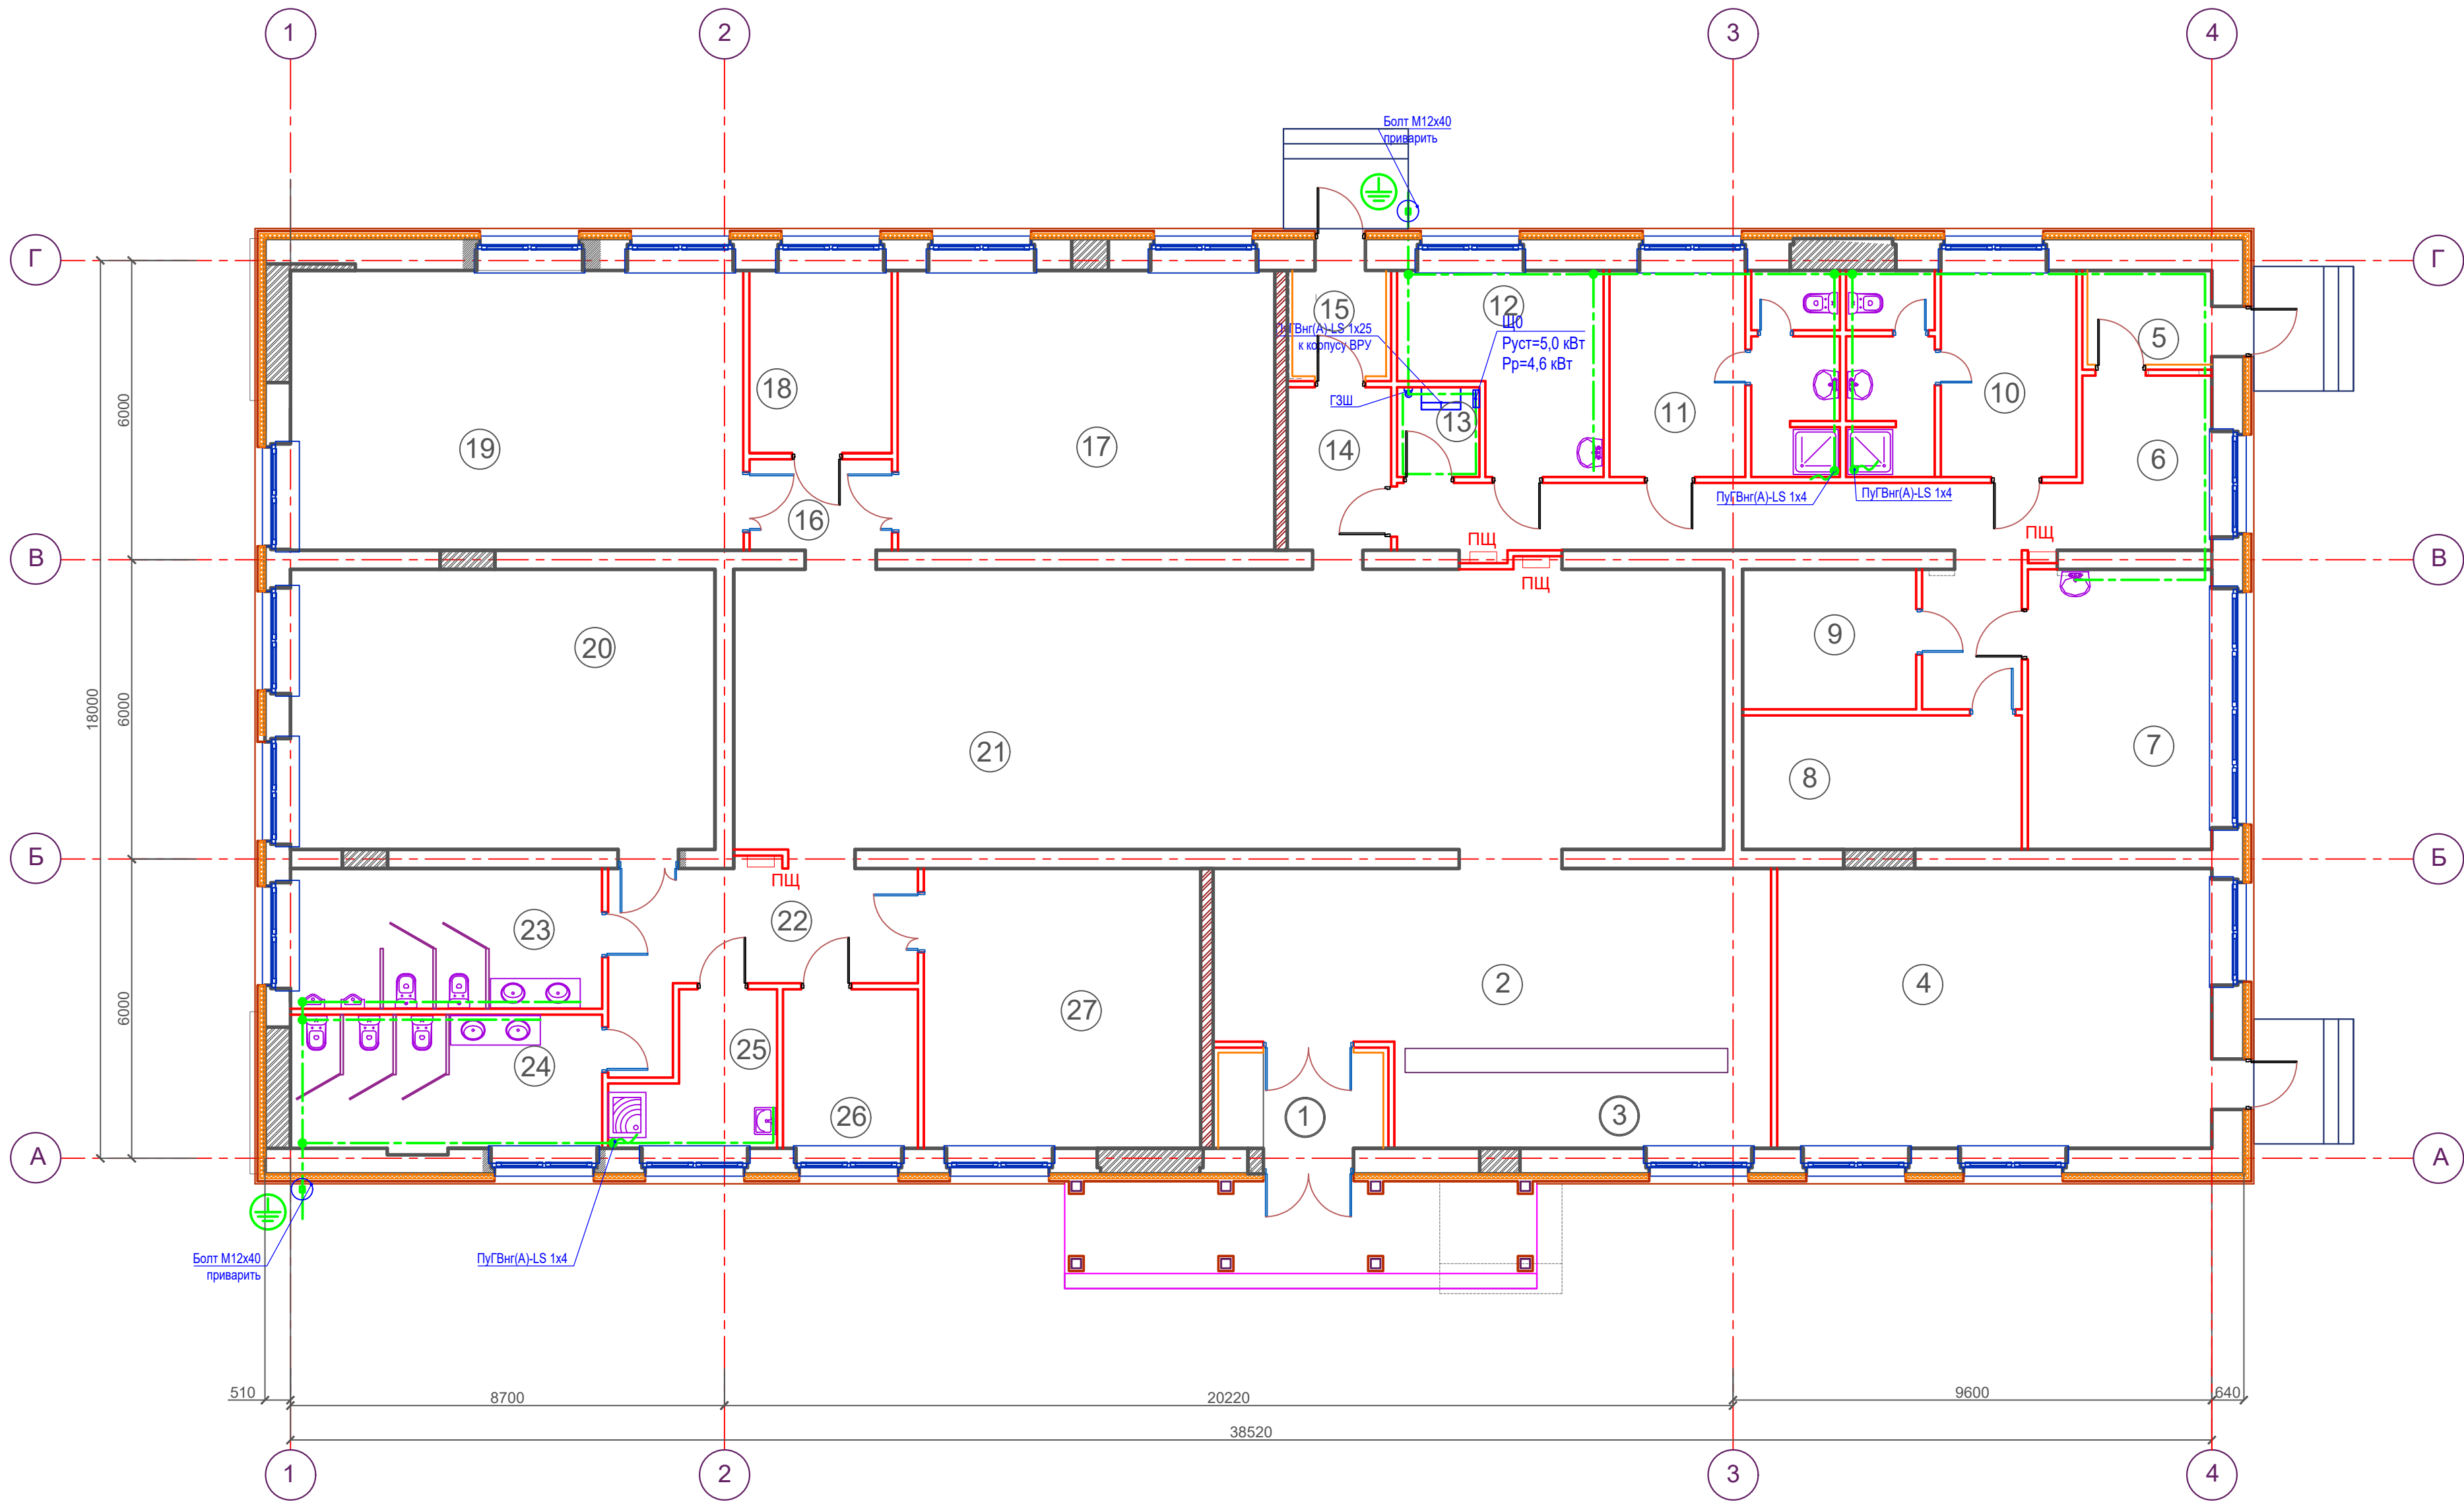 1
2
3
4
Болт М12х40
приварить
Г
Г
15
12
ПуГВнг(А)-LS 1х25
к корпусу ВРУ
ЩО
Руст=5,0 кВт
Рр=4,6 кВт
5
18
ГЗШ
13
11
10
6000
19
17
14
6
ПуГВнг(А)-LS 1х4
ПуГВнг(А)-LS 1х4
16
ПЩ
ПЩ
В
В
ПЩ
20
9
18000
6000
21
7
8
Б
Б
ПЩ
23
22
2
4
6000
27
25
24
26
1
3
А
А
Болт М12х40
приварить
ПуГВнг(А)-LS 1х4
510
8700
20220
9600
640
38520
1
2
3
4